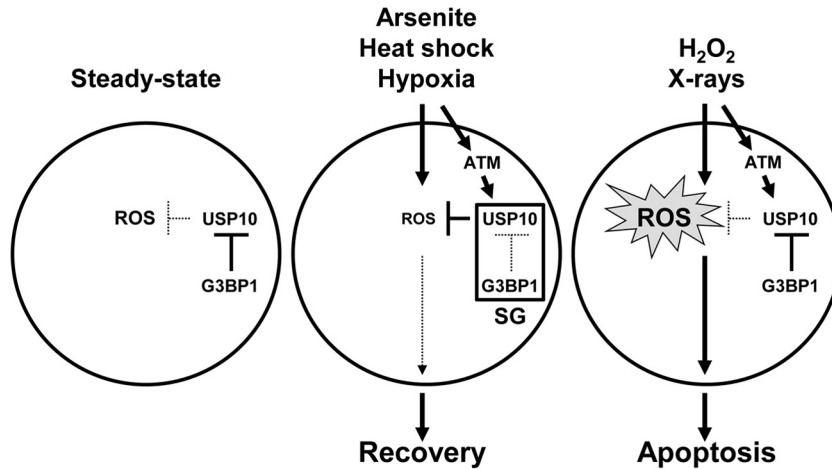 Steady-state
ROS
USP10
G3BP1
Arsenite
Heat shock
Hypoxia
ATM
ROS
USP10
G3BP1
SG
Recovery
H₂O₂
X-rays
ATM
ROS
USP10
G3BP1
Apoptosis